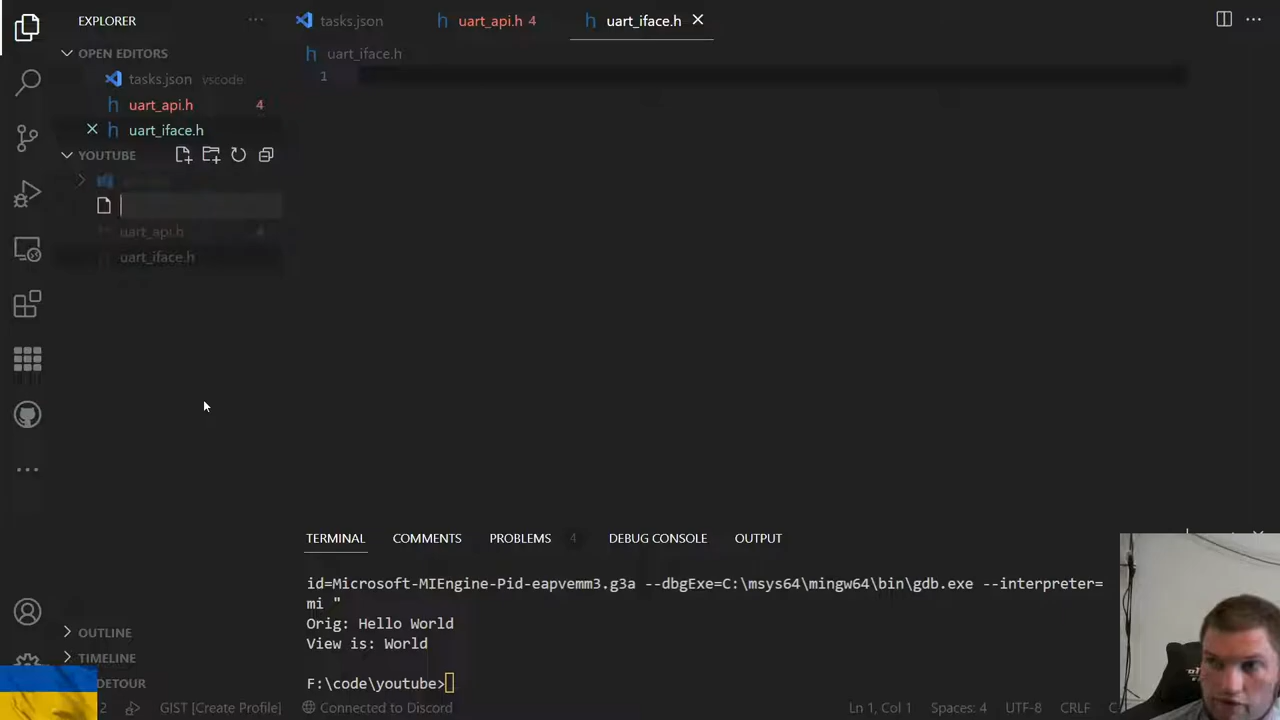 EXPLORER
tasks.json
uart_api.h 4
uart_iface.h
OPEN EDITORS
uart_iface.h
tasks.json vscode
1
uart_api.h 4
uart_iface.h
YOUTUBE
uart_api.h 4
uart_iface.h
TERMINAL COMMENTS PROBLEMS 4 DEBUG CONSOLE OUTPUT
id=Microsoft-MIEngine-Pid-eapvemm3.g3a --dbgExe=C:\msys64\mingw64\bin\gdb.exe --interpreter=
mi "
Orig: Hello World
View is: World
OUTLINE
TIMELINE
DETOUR
F:\code\youtube>
2 GIST [Create Profile] Connected to Discord Ln 1, Col 1 Spaces: 4 UTF-8 CRLF C